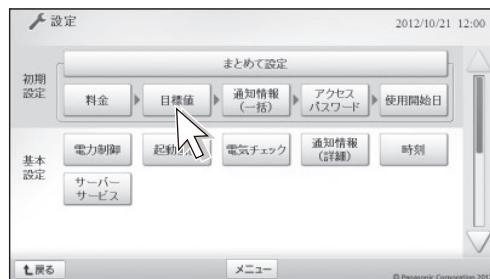 設定
2012/10/21 12:00
まとめて設定
初期
設定
料金
目標値
通知情報
(一括)
アクセス
パスワード
使用開始日
基本
設定
電力制御
起動
電気チェック
通知情報
(詳細)
時刻
サーバー
サービス
戻る
メニュー
© Panasonic Corporation 201